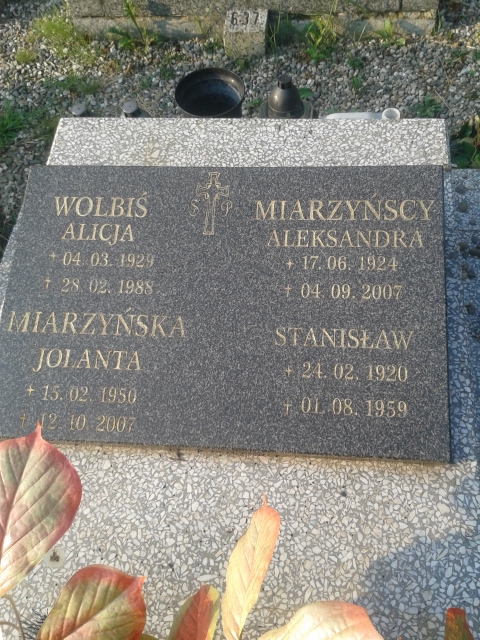 637
WOLBIŚ
ALICJA
+ 04. 03. 1929
+ 28. 02. 1988
MIARZYŃSKA
JOLANTA
+ 15. 02. 1950
+ 12. 10. 2007
Ś P
MIARZYŃSCY
ALEKSANDRA
+ 17. 06. 1924
+ 04. 09. 2007
STANISŁAW
+ 24. 02. 1920
+ 01. 08. 1959